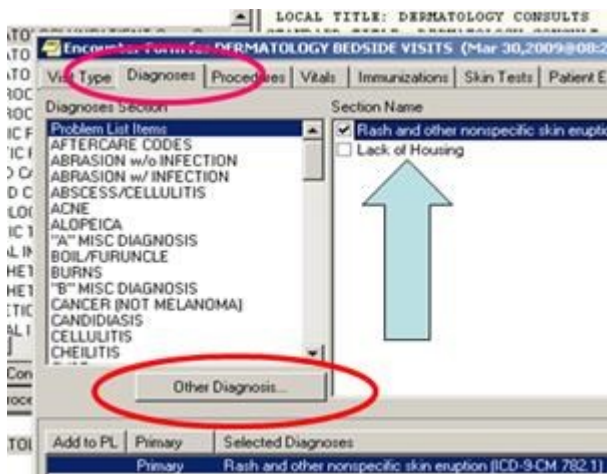 LOCAL TITLE: DERMATOLOGY CONSULTS
Encounter Form for DERMATOLOGY BEDSIDE VISITS (Mar 30,2009@08:2
Visit Type Diagnoses Procedures Vitals Immunizations Skin Tests Patient E
Diagnoses Section Section Name
Problem List Items Rash and other nonspecific skin eruptio
AFTERCARE CODES Lack of Housing
ABRASION w/o INFECTION
ABRASION w/ INFECTION
ABSCESS/CELLULITIS
ACNE
ALOPEICA
"A" MISC DIAGNOSIS
BOIL/FURUNCLE
BURNS
"B" MISC DIAGNOSIS
CANCER (NOT MELANOMA)
CANDIDIASIS
CELLULITIS
CHEILITIS
Other Diagnosis...
Add to PL Primary Selected Diagnoses
Primary Rash and other nonspecific skin eruption (ICD-9-CM 782.1)